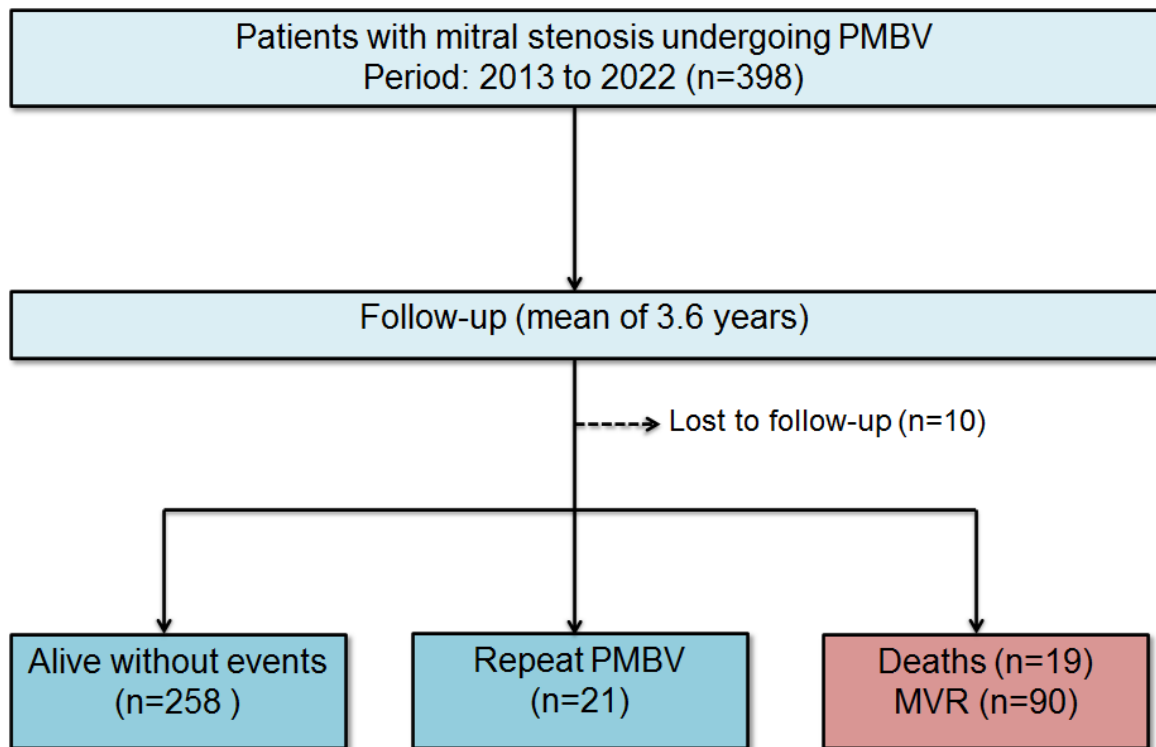 Patients with mitral stenosis undergoing PMBV
Period: 2013 to 2022 (n=398)
Follow-up (mean of 3.6 years)
Lost to follow-up (n=10)
Alive without events
(n=258 )
Repeat PMBV
(n=21)
Deaths (n=19)
MVR (n=90)